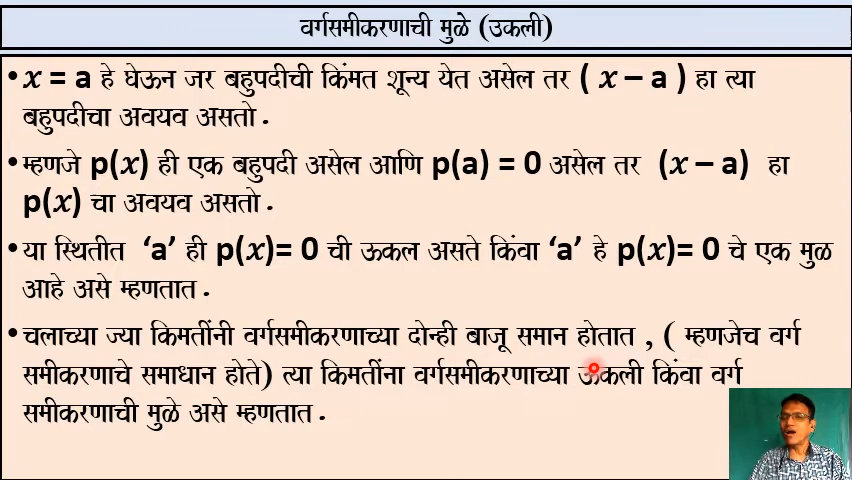 वर्गसमीकरणाची मुळे (उकली)
• x = a हे घेऊन जर बहुपदीची किंमत शून्य येत असेल तर ( x – a ) हा त्या
बहुपदीचा अवयव असतो.
• म्हणजे p(x) ही एक बहुपदी असेल आणि p(a) = 0 असेल तर (x – a) हा
p(x) चा अवयव असतो.
• या स्थितीत ‘a’ ही p(x)= 0 ची ऊकल असते किंवा ‘a’ हे p(x)= 0 चे एक मुळ
आहे असे म्हणतात.
• चलाच्या ज्या किमतींनी वर्गसमीकरणाच्या दोन्ही बाजू समान होतात , ( म्हणजेच वर्ग
समीकरणाचे समाधान होते) त्या किमतींना वर्गसमीकरणाच्या ऊकली किंवा वर्ग
समीकरणाची मुळे असे म्हणतात.